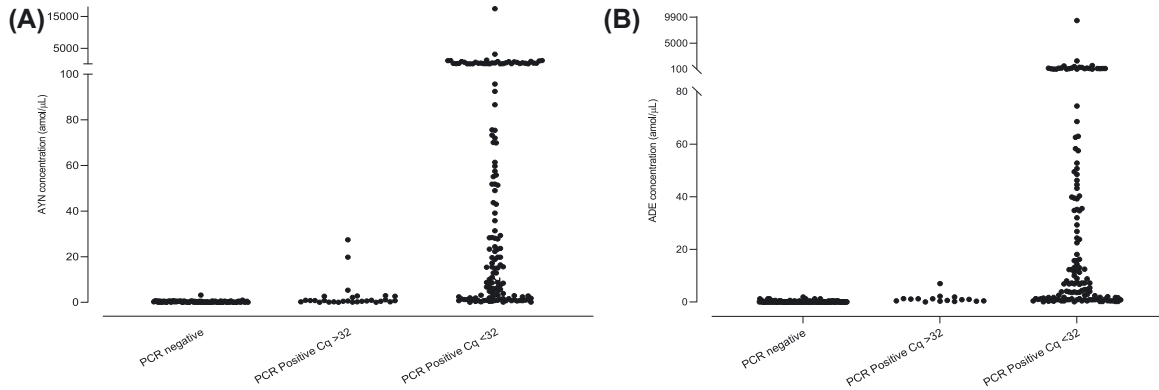 (A)
15000
5000
100
80
60
40
20
0
AYN concentration (amol/µL)
PCR negative
PCR Positive Cq >32
PCR Positive Cq <32
(B)
9900
5000
100
80
60
40
20
0
ADE concentration (amol/µL)
PCR negative
PCR Positive Cq >32
PCR Positive Cq <32